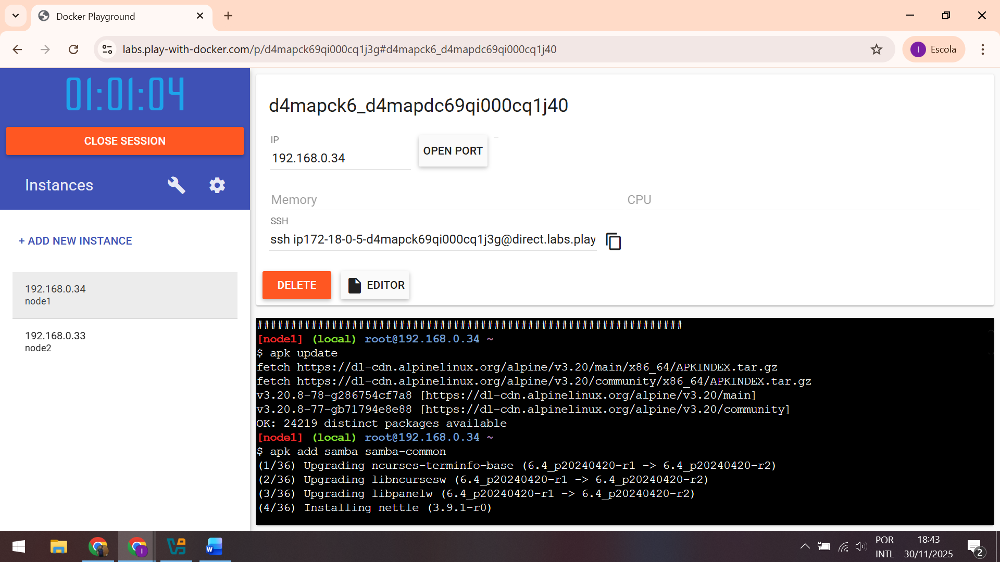 Docker Playground
labs.play-with-docker.com/p/d4mapck69qi000cq1j3g#d4mapck6_d4mapdc69qi000cq1j40
I
Escola
01:01:04
CLOSE SESSION
Instances
+ ADD NEW INSTANCE
192.168.0.34
node1
192.168.0.33
node2
d4mapck6_d4mapdc69qi000cq1j40
IP
192.168.0.34
OPEN PORT
Memory
CPU
SSH
ssh ip172-18-0-5-d4mapck69qi000cq1j3g@direct.labs.play
DELETE
EDITOR
###############################################################
[node1] (local) root@192.168.0.34 ~
$ apk update
fetch https://dl-cdn.alpinelinux.org/alpine/v3.20/main/x86_64/APKINDEX.tar.gz
fetch https://dl-cdn.alpinelinux.org/alpine/v3.20/community/x86_64/APKINDEX.tar.gz
v3.20.8-78-g286754cf7a8 [https://dl-cdn.alpinelinux.org/alpine/v3.20/main]
v3.20.8-77-gb71794e8e88 [https://dl-cdn.alpinelinux.org/alpine/v3.20/community]
OK: 24219 distinct packages available
[node1] (local) root@192.168.0.34 ~
$ apk add samba samba-common
(1/36) Upgrading ncurses-terminfo-base (6.4_p20240420-r1 -> 6.4_p20240420-r2)
(2/36) Upgrading libncursesw (6.4_p20240420-r1 -> 6.4_p20240420-r2)
(3/36) Upgrading libpanelw (6.4_p20240420-r1 -> 6.4_p20240420-r2)
(4/36) Installing nettle (3.9.1-r0)
POR
INTL
18:43
30/11/2025
2